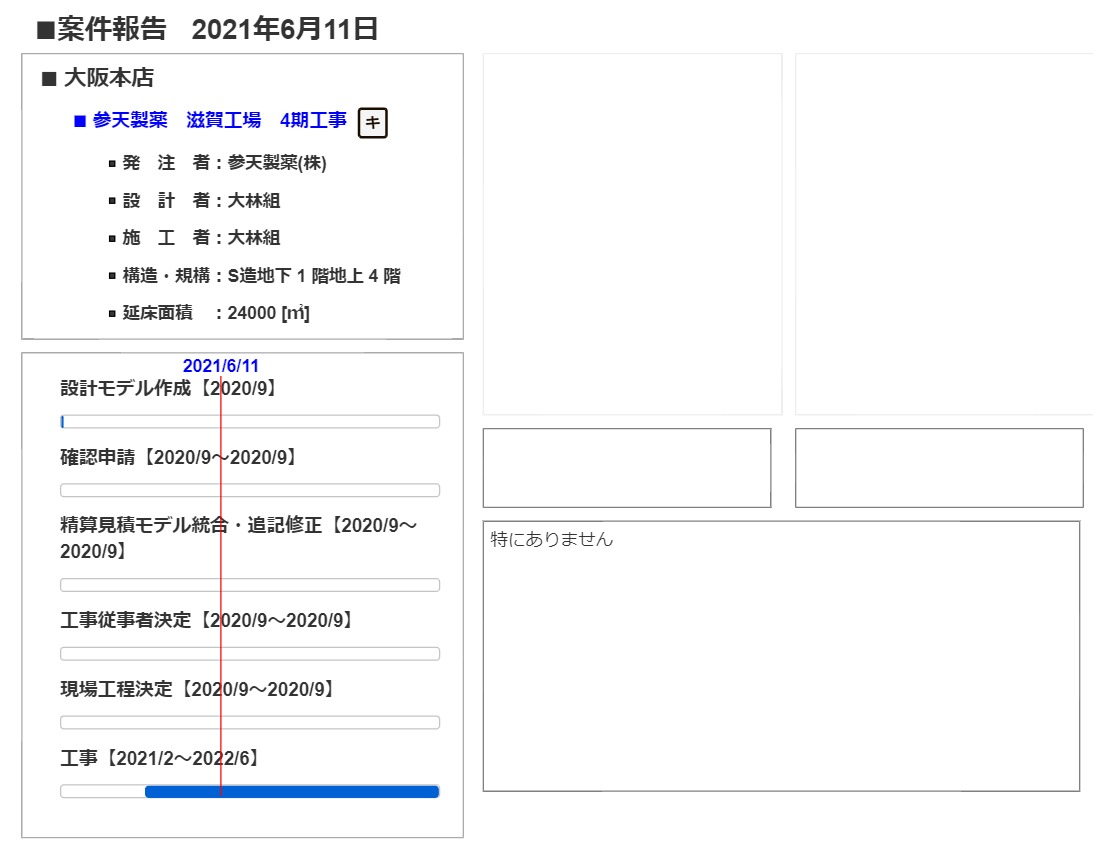 ■案件報告　2021年6月11日
■ 大阪本店
■ 参天製薬　滋賀工場　4期工事 キ
▪ 発　注　者：参天製薬(株)
▪ 設　計　者：大林組
▪ 施　工　者：大林組
▪ 構造・規構：S造地下１階地上４階
▪ 延床面積　：24000 [㎡]
2021/6/11
設計モデル作成【2020/9】
確認申請【2020/9～2020/9】
精算見積モデル統合・追記修正【2020/9～
2020/9】
工事従事者決定【2020/9～2020/9】
現場工程決定【2020/9～2020/9】
工事【2021/2～2022/6】
特にありません